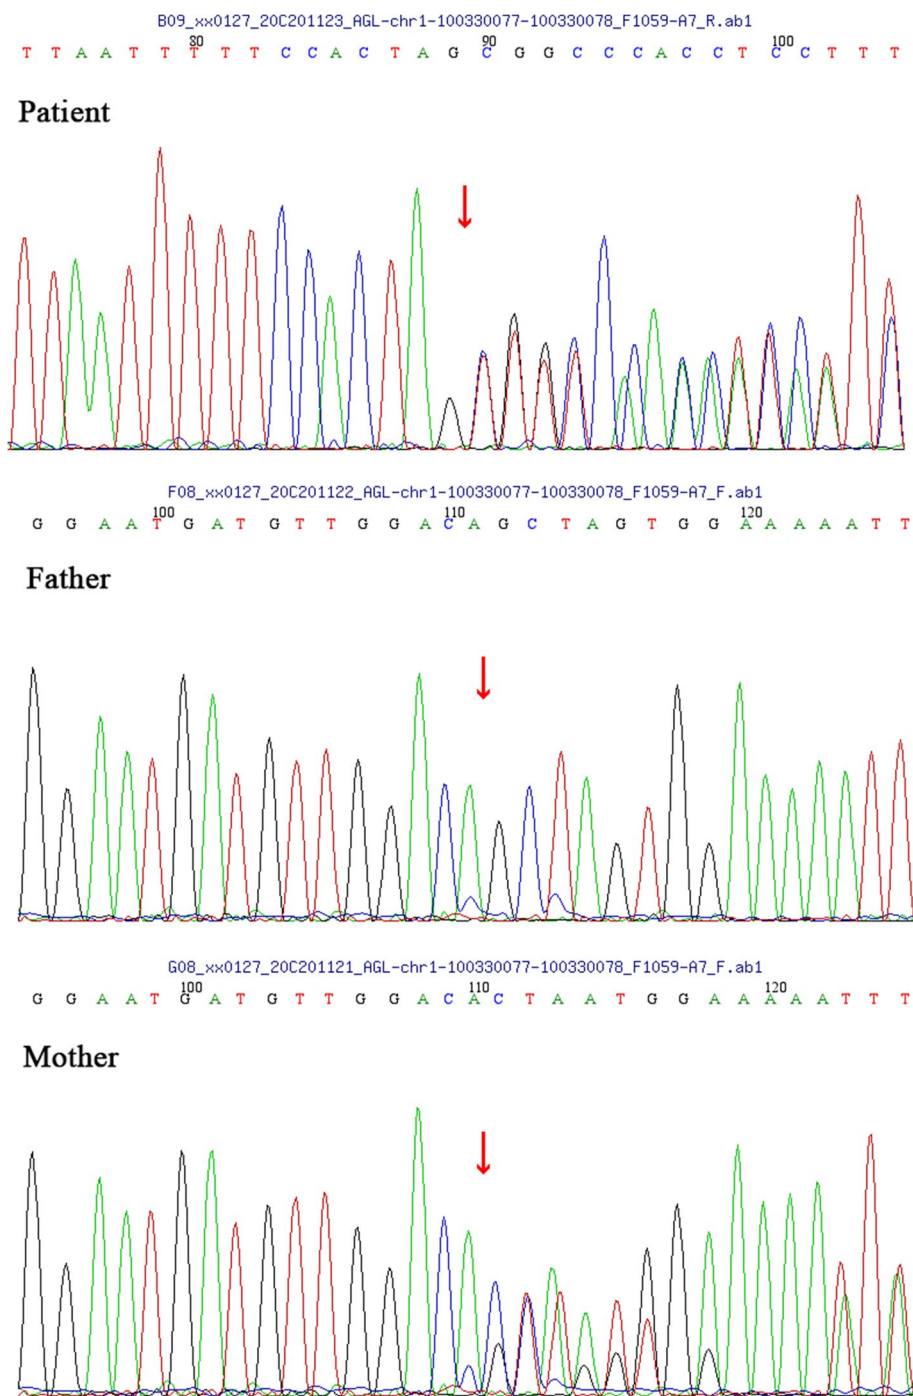 B09_xx0127_20C201123_AGL-chr1-100330077-100330078_F1059-A7_R.ab1
80 90 100
T T A A T T T T T C C A C T A G C G G C C C A C C T C C T T T
Patient
F08_xx0127_20C201122_AGL-chr1-100330077-100330078_F1059-A7_F.ab1
100 110 120
G G A A T G A T G T T G G A C A G C T A G T G G A A A A A T T
Father
G08_xx0127_20C201121_AGL-chr1-100330077-100330078_F1059-A7_F.ab1
100 110 120
G G A A T G A T G T T G G A C A C T A A T G G A A A A A T T T
Mother